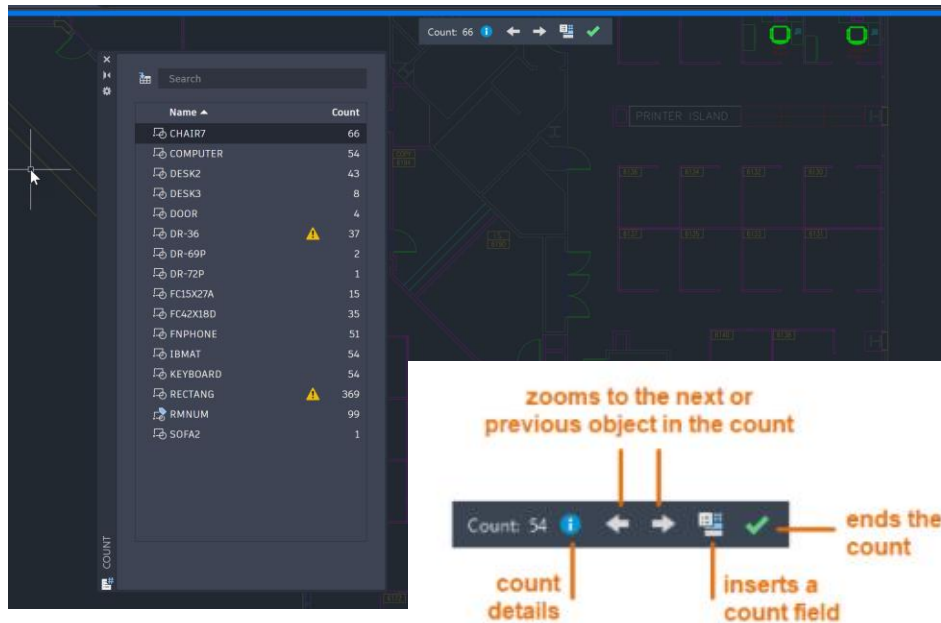 Count: 66
Search
Name Count
CHAIR7 66
COMPUTER 54
DESK2 43
DESK3 8
DOOR 4
DR-36 37
DR-69P 2
DR-72P 1
FC15X27A 15
FC42X18D 35
FNPHONE 51
IBMAT 54
KEYBOARD 54
RECTANG 369
RMNUM 99
SOFA2 1
COUNT
PRINTER ISLAND
zooms to the next or
previous object in the count
Count: 54
ends the
count
count
details
inserts a
count field